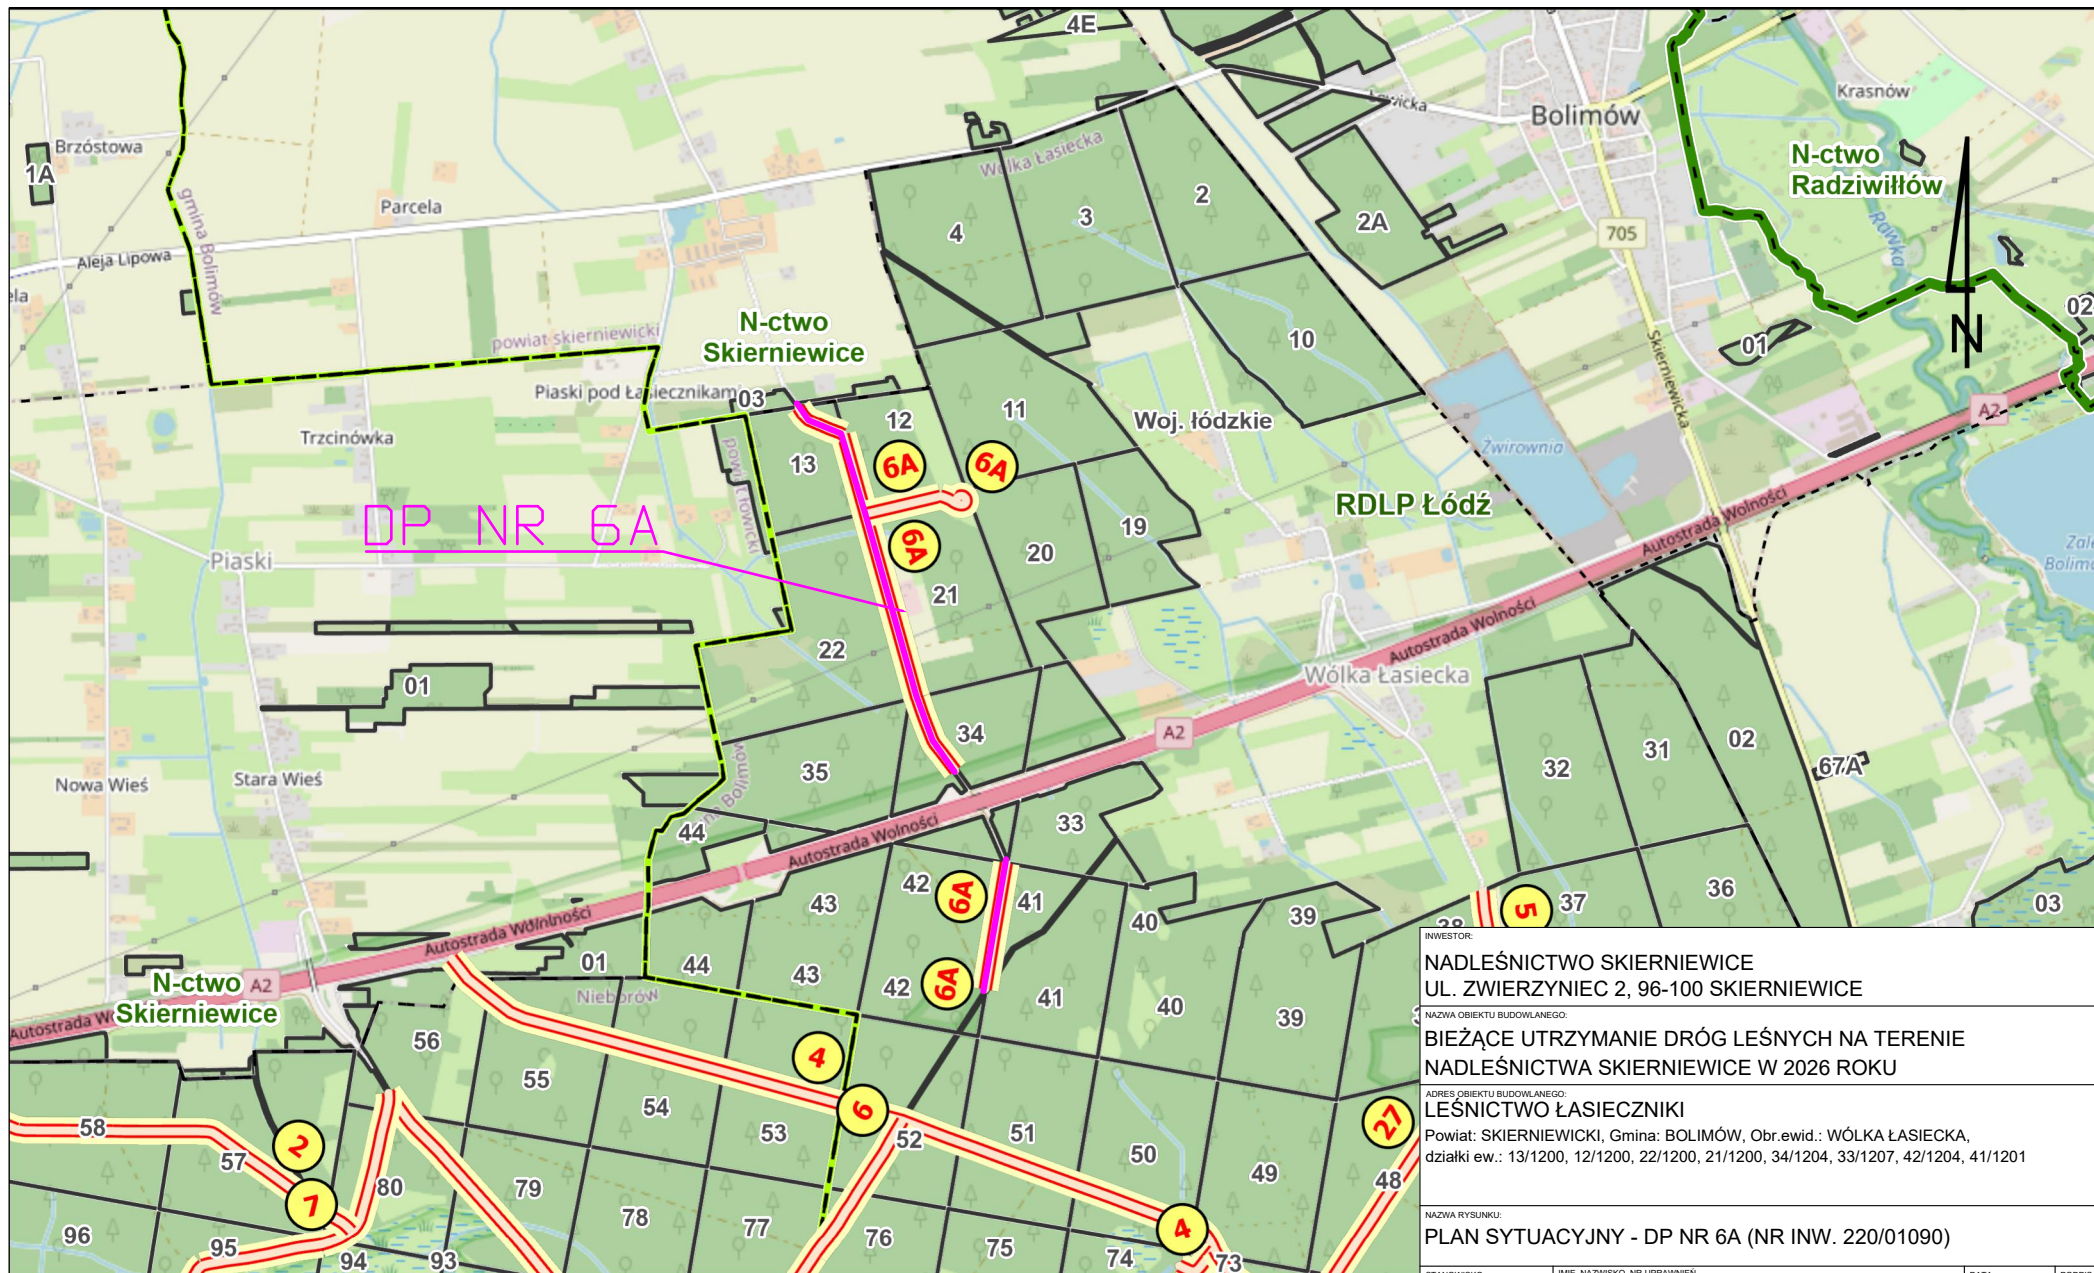 4E
Łowicka
Bolimów
Krasnów
Brzóstowa
1A
Wólka Łasiecka
N-ctwo
Radziwiłłów
Parcela
gmina Bolimów
2
3
4
2A
705
Rawka
Aleja Lipowa
ela
N-ctwo
Skierniewice
powiat skierniewicki
10
01
02
N
Skierniewicka
Piaski pod Łasiecznikami
03
12
11
Woj. łódzkie
A2
Trzcinówka
13
6A
6A
Żwirownia
powiat łowicki
DP NR 6A
RDLP Łódź
19
20
6A
Autostrada Wolności
Piaski
21
22
Autostrada Wolności
Wólka Łasiecka
01
34
A2
35
32
31
02
67A
Nowa Wieś
Stara Wieś
44
33
Autostrada Wolności
42
6A
41
43
40
39
38
5
37
36
03
Autostrada Wolności
01
44
43
42
6A
41
40
39
N-ctwo
Skierniewice
A2
Nieborów
56
55
54
53
4
6
52
51
50
49
27
48
58
57
2
7
80
79
78
77
76
75
74
73
96
95
94
93
4
INWESTOR:
NADLEŚNICTWO SKIERNIEWICE
UL. ZWIERZYNIEC 2, 96-100 SKIERNIEWICE
NAZWA OBIEKTU BUDOWLANEGO:
BIEŻĄCE UTRZYMANIE DRÓG LEŚNYCH NA TERENIE
NADLEŚNICTWA SKIERNIEWICE W 2026 ROKU
ADRES OBIEKTU BUDOWLANEGO:
LEŚNICTWO ŁASIECZNIKI
Powiat: SKIERNIEWICKI, Gmina: BOLIMÓW, Obr.ewid.: WÓLKA ŁASIECKA,
działki ew.: 13/1200, 12/1200, 22/1200, 21/1200, 34/1204, 33/1207, 42/1204, 41/1201
NAZWA RYSUNKU:
PLAN SYTUACYJNY - DP NR 6A (NR INW. 220/01090)